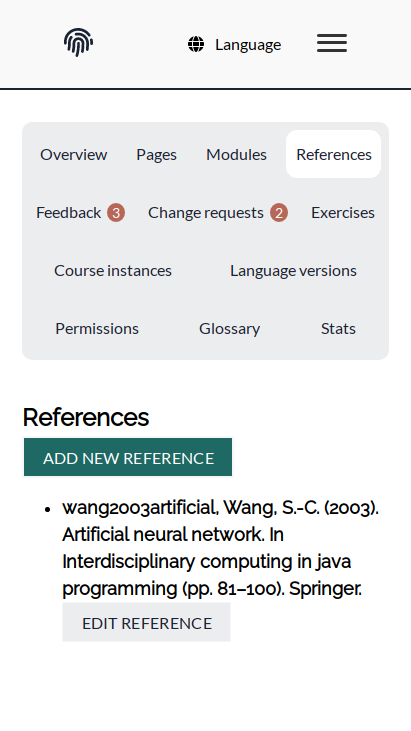 Language
Overview Pages Modules References
Feedback 3 Change requests 2 Exercises
Course instances Language versions
Permissions Glossary Stats
References
ADD NEW REFERENCE
wang2003artificial, Wang, S.-C. (2003).
Artificial neural network. In
Interdisciplinary computing in java
programming (pp. 81–100). Springer.
EDIT REFERENCE